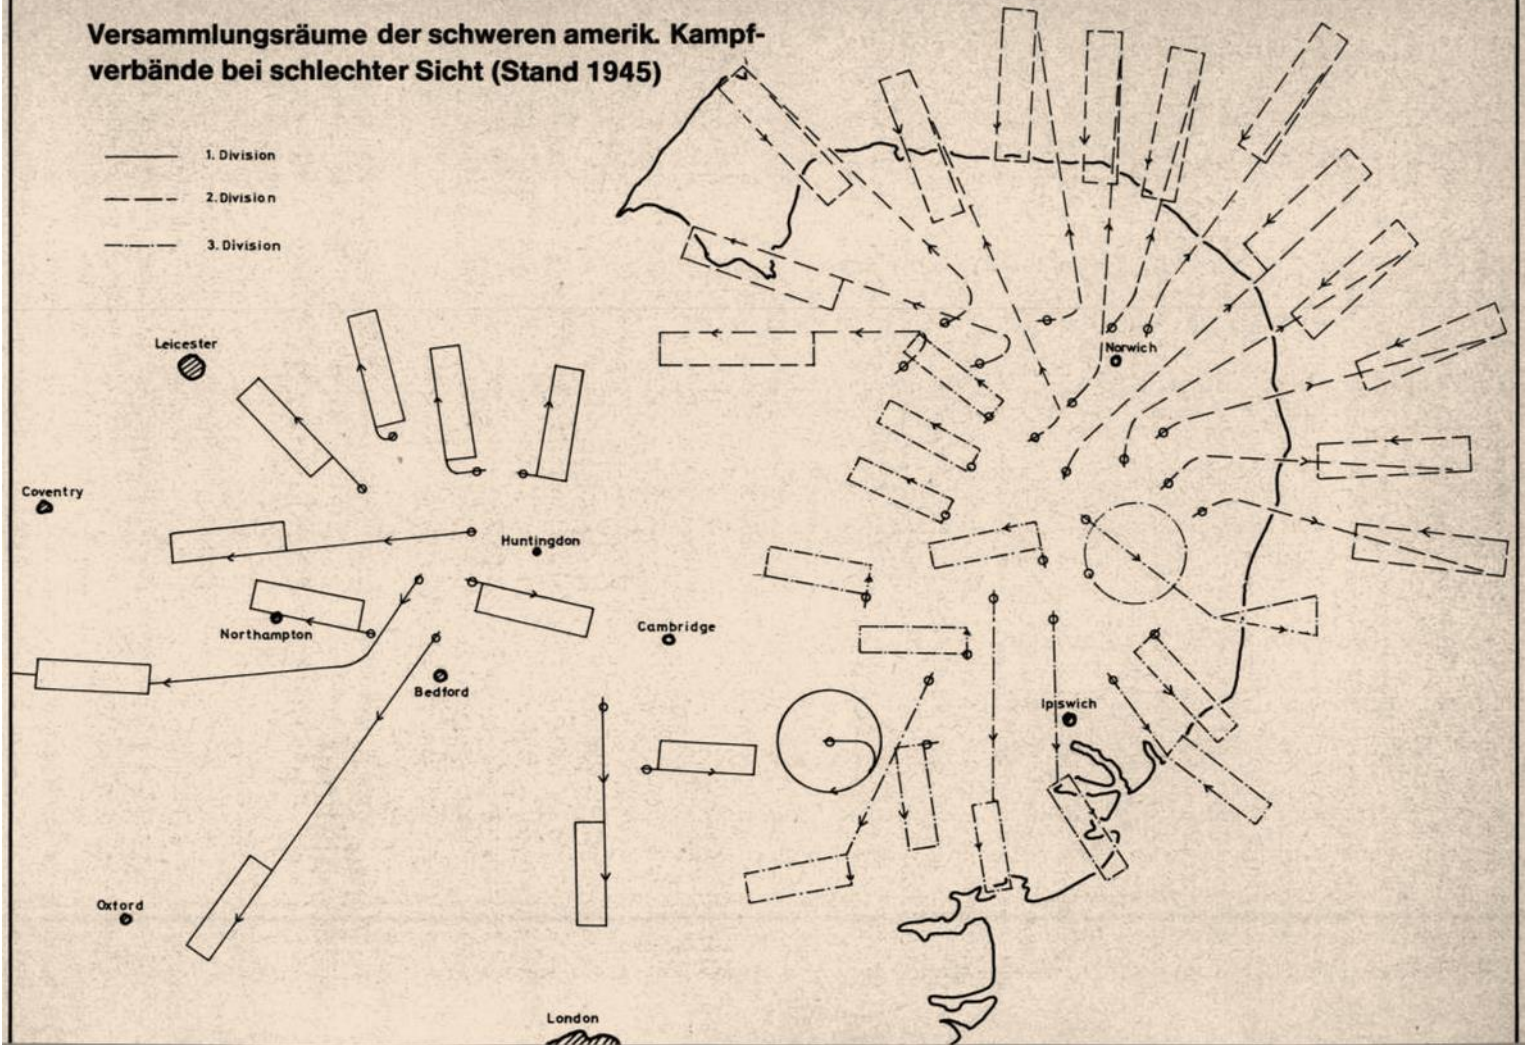 Versammlungsräume der schweren amerik. Kampf-
verbände bei schlechter Sicht (Stand 1945)
1. Division
2. Division
3. Division
Leicester
Norwich
Coventry
Huntingdon
Northampton
Cambridge
Bedford
Ipswich
Oxford
London